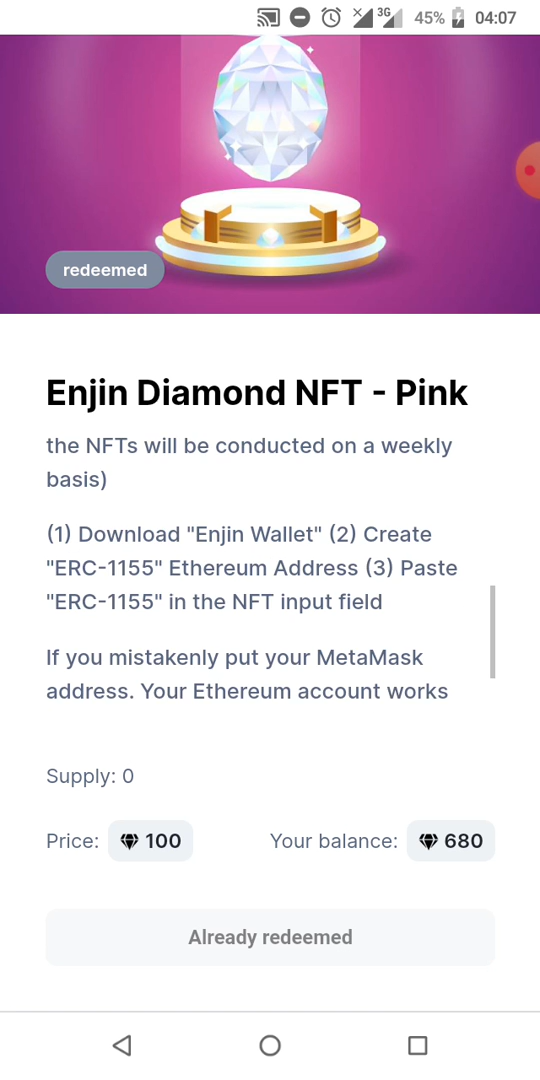 3G 45% 04:07
redeemed
Enjin Diamond NFT - Pink
the NFTs will be conducted on a weekly
basis)
(1) Download "Enjin Wallet" (2) Create
"ERC-1155" Ethereum Address (3) Paste
"ERC-1155" in the NFT input field
If you mistakenly put your MetaMask
address. Your Ethereum account works
Supply: 0
Price: 100 Your balance: 680
Already redeemed